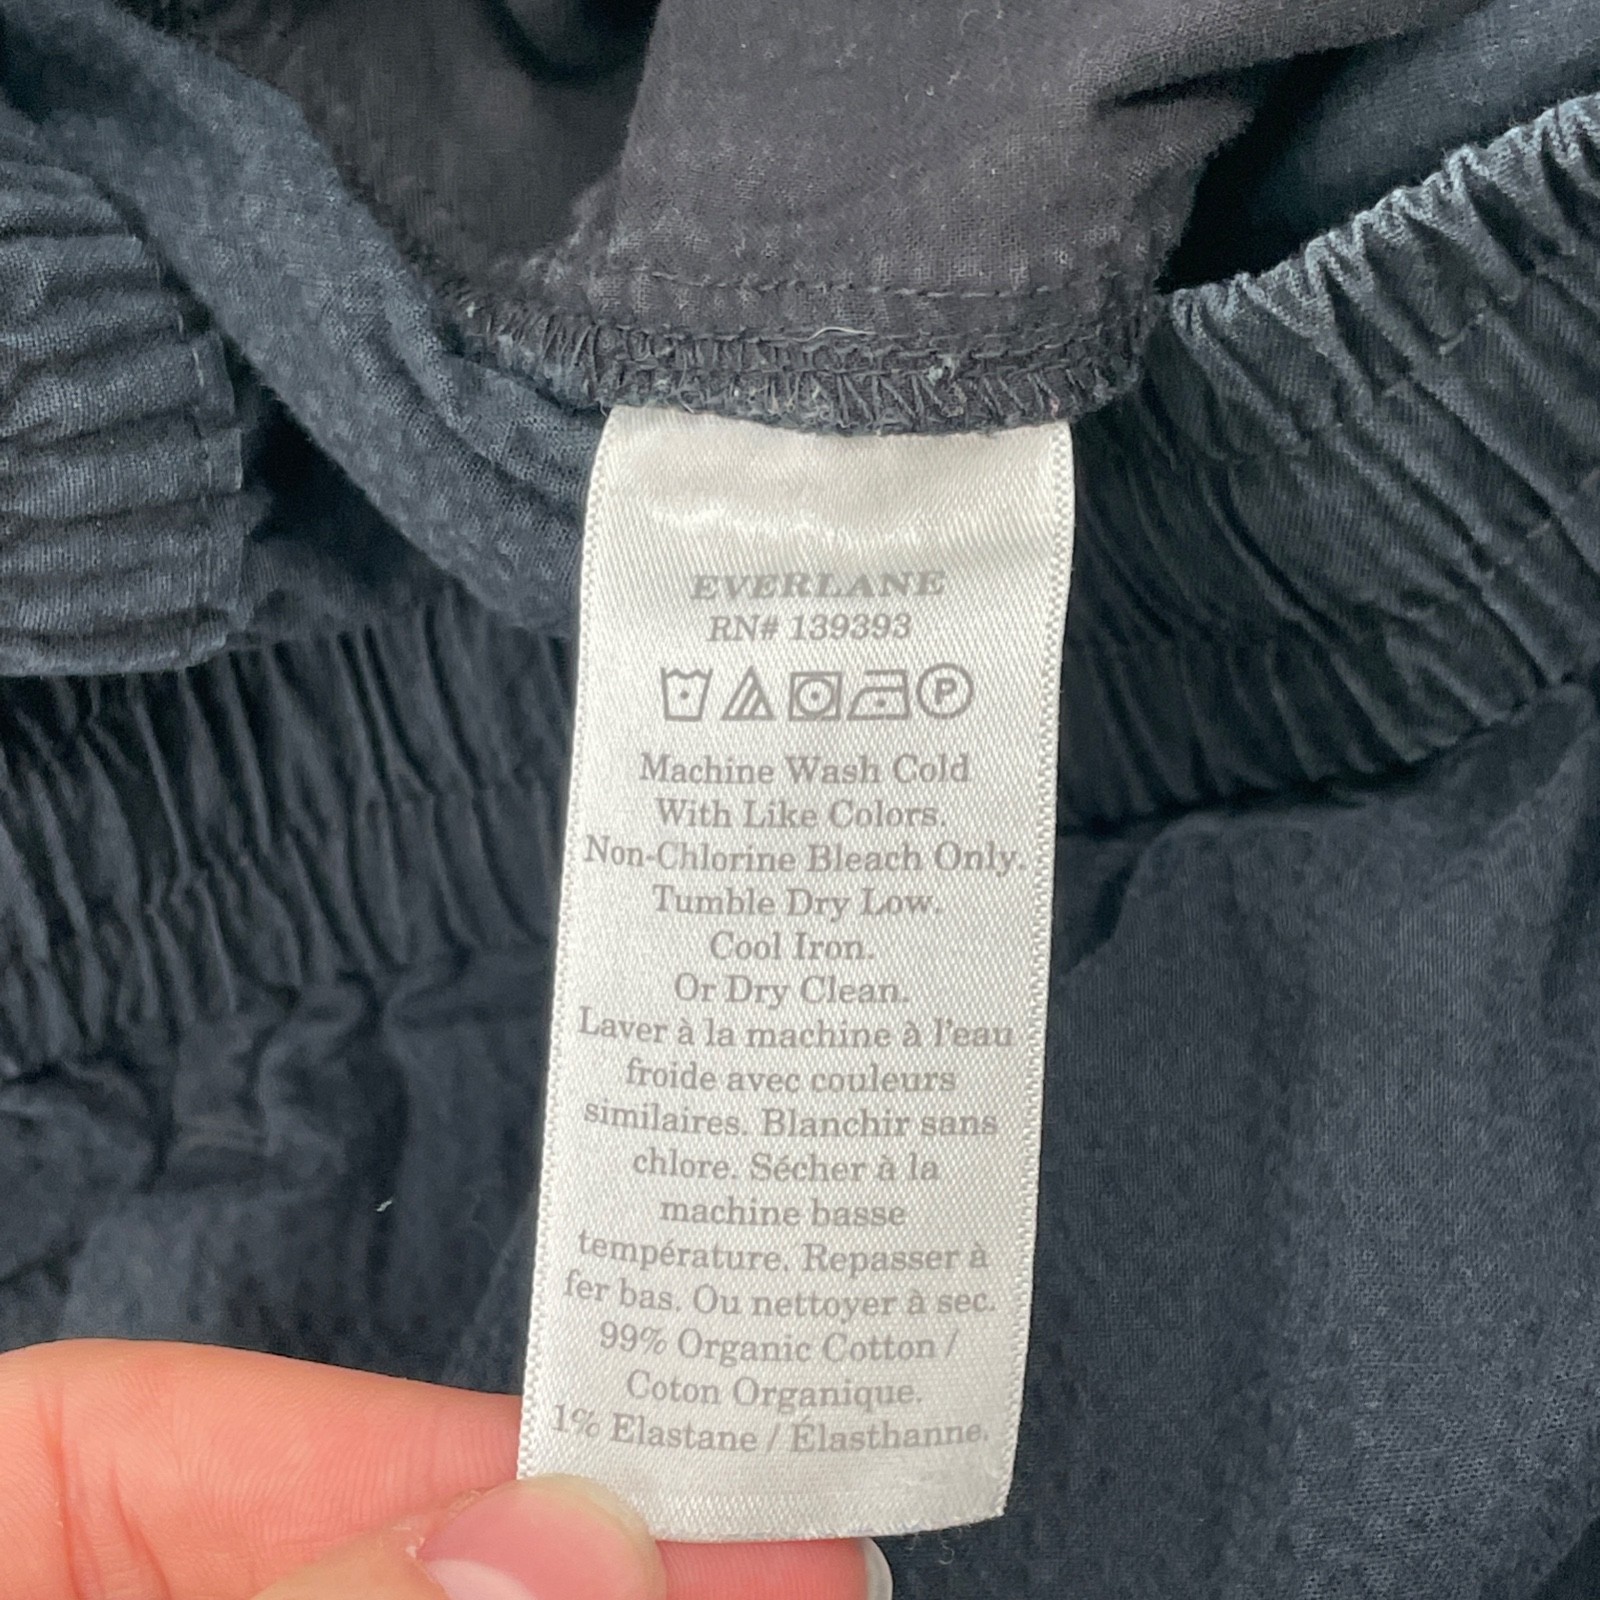 EVERLANE
RN# 139393
P
Machine Wash Cold
With Like Colors.
Non-Chlorine Bleach Only.
Tumble Dry Low.
Cool Iron.
Or Dry Clean.
Laver à la machine à l'eau
froide avec couleurs
similaires. Blanchir sans
chlore. Sécher à la
machine basse
température. Repasser à
fer bas. Ou nettoyer à sec.
99% Organic Cotton /
Coton Organique.
1% Elastane / Élasthanne.